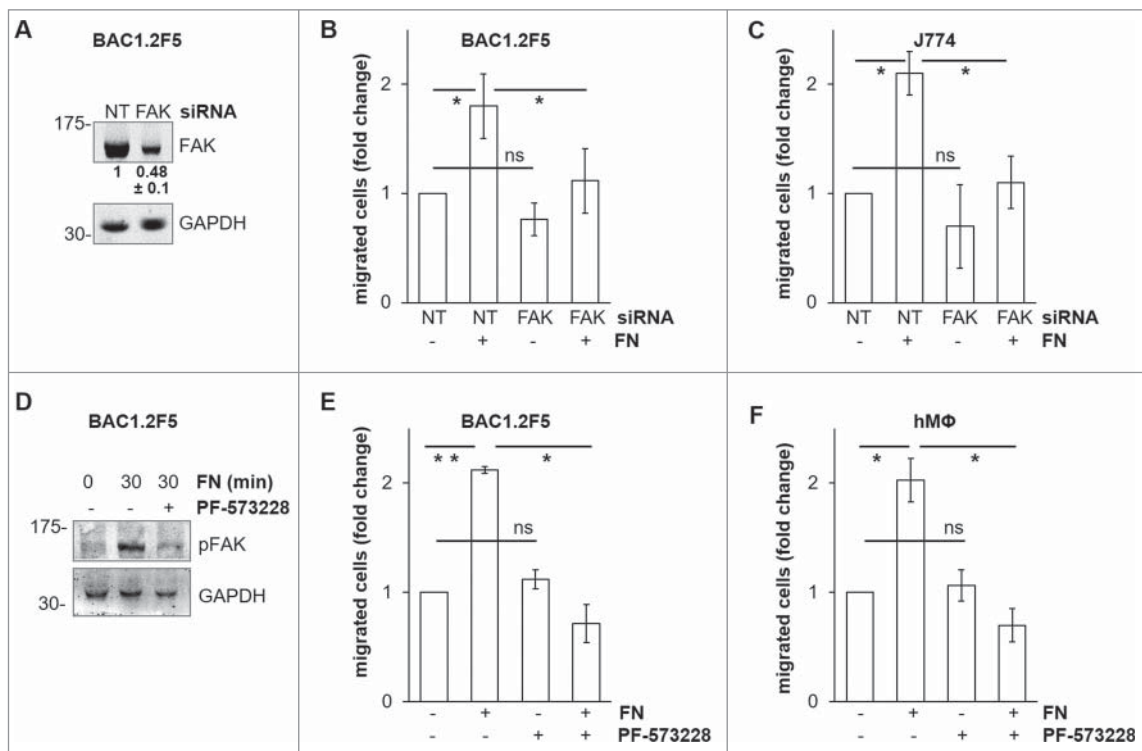 A
BAC1.2F5
NT FAK siRNA
175-
FAK
1 0.48
± 0.1
GAPDH
30-
B
BAC1.2F5
migrated cells (fold change)
2
1
0
* *
ns
NT NT FAK FAK siRNA
- + - + FN
C
J774
migrated cells (fold change)
2
1
0
* *
ns
NT NT FAK FAK siRNA
- + - + FN
D
BAC1.2F5
0 30 30 FN (min)
- - + PF-573228
175-
pFAK
GAPDH
30-
E
BAC1.2F5
migrated cells (fold change)
2
1
0
* * *
ns
- + - + FN
- - + + PF-573228
F
hMΦ
migrated cells (fold change)
2
1
0
* *
ns
- + - + FN
- - + + PF-573228